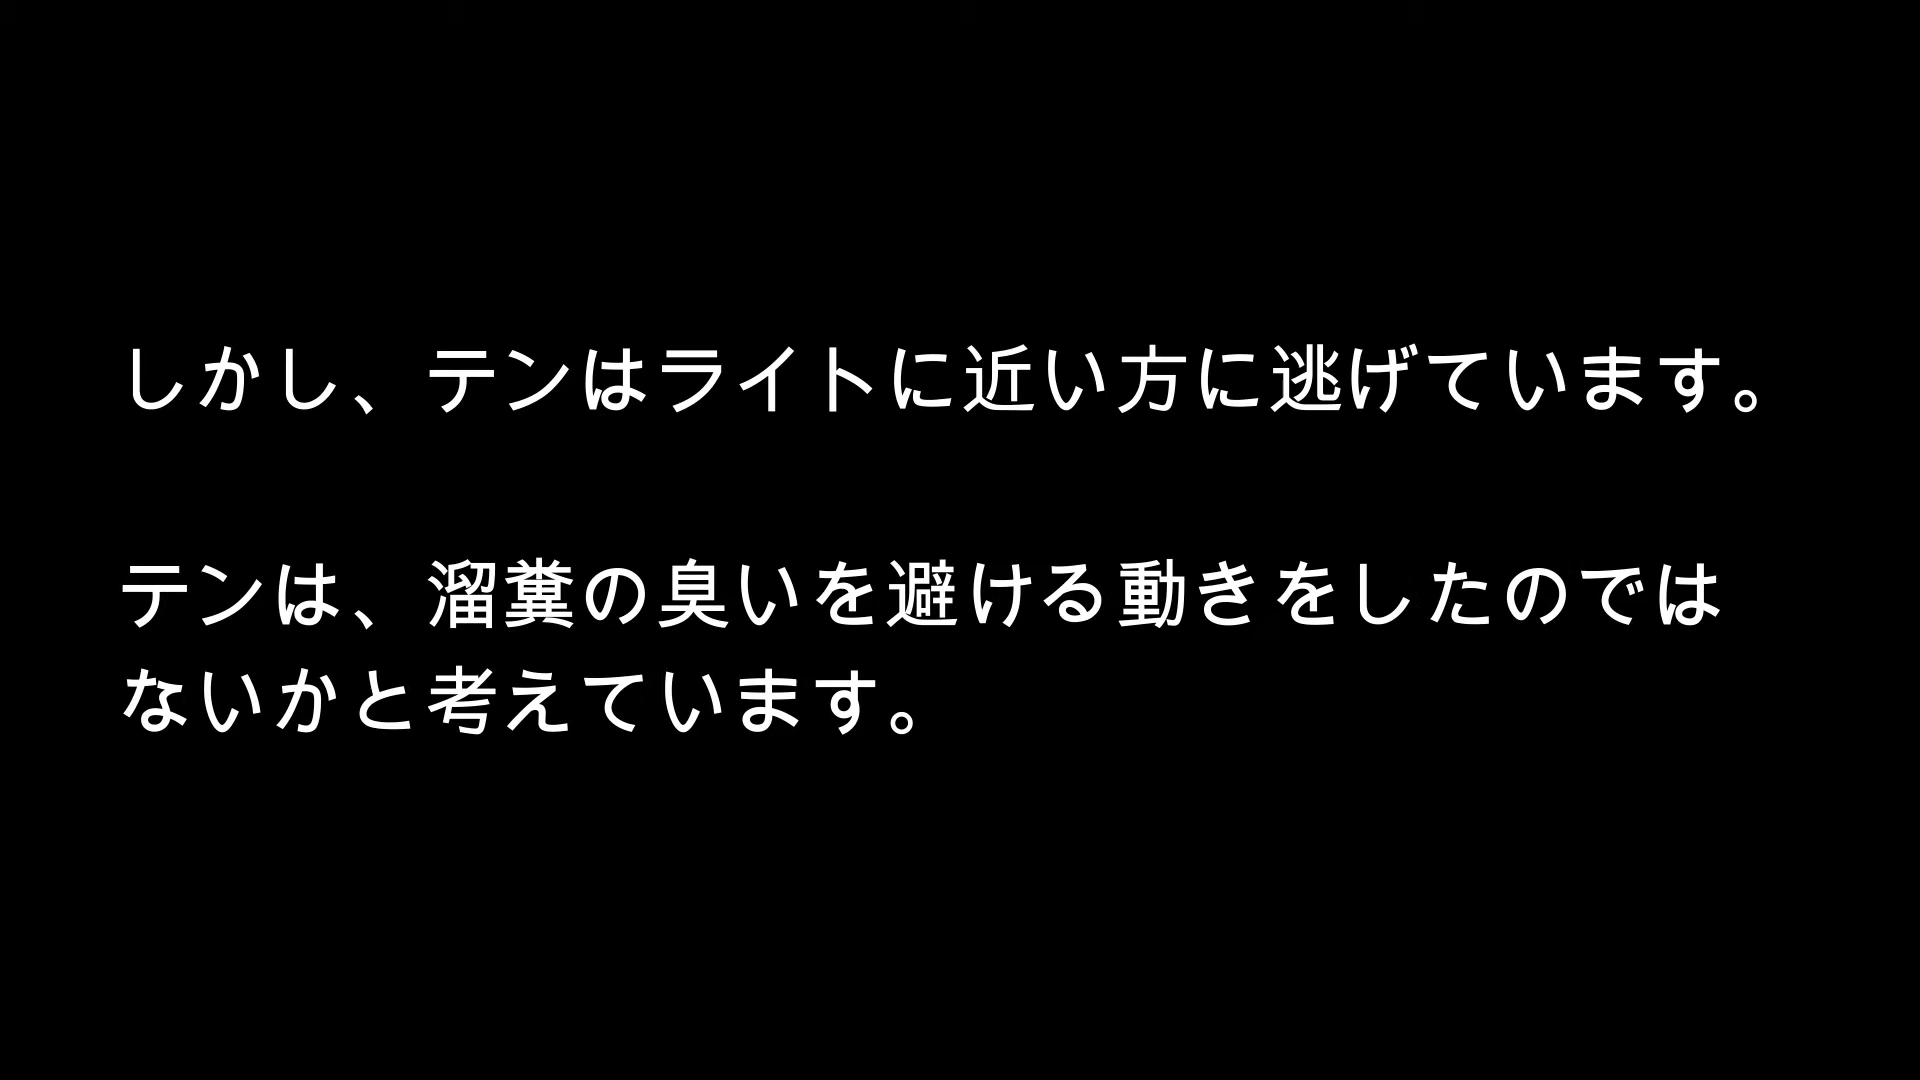 しかし、テンはライトに近い方に逃げています。
テンは、溜糞の臭いを避ける動きをしたのでは
ないかと考えています。